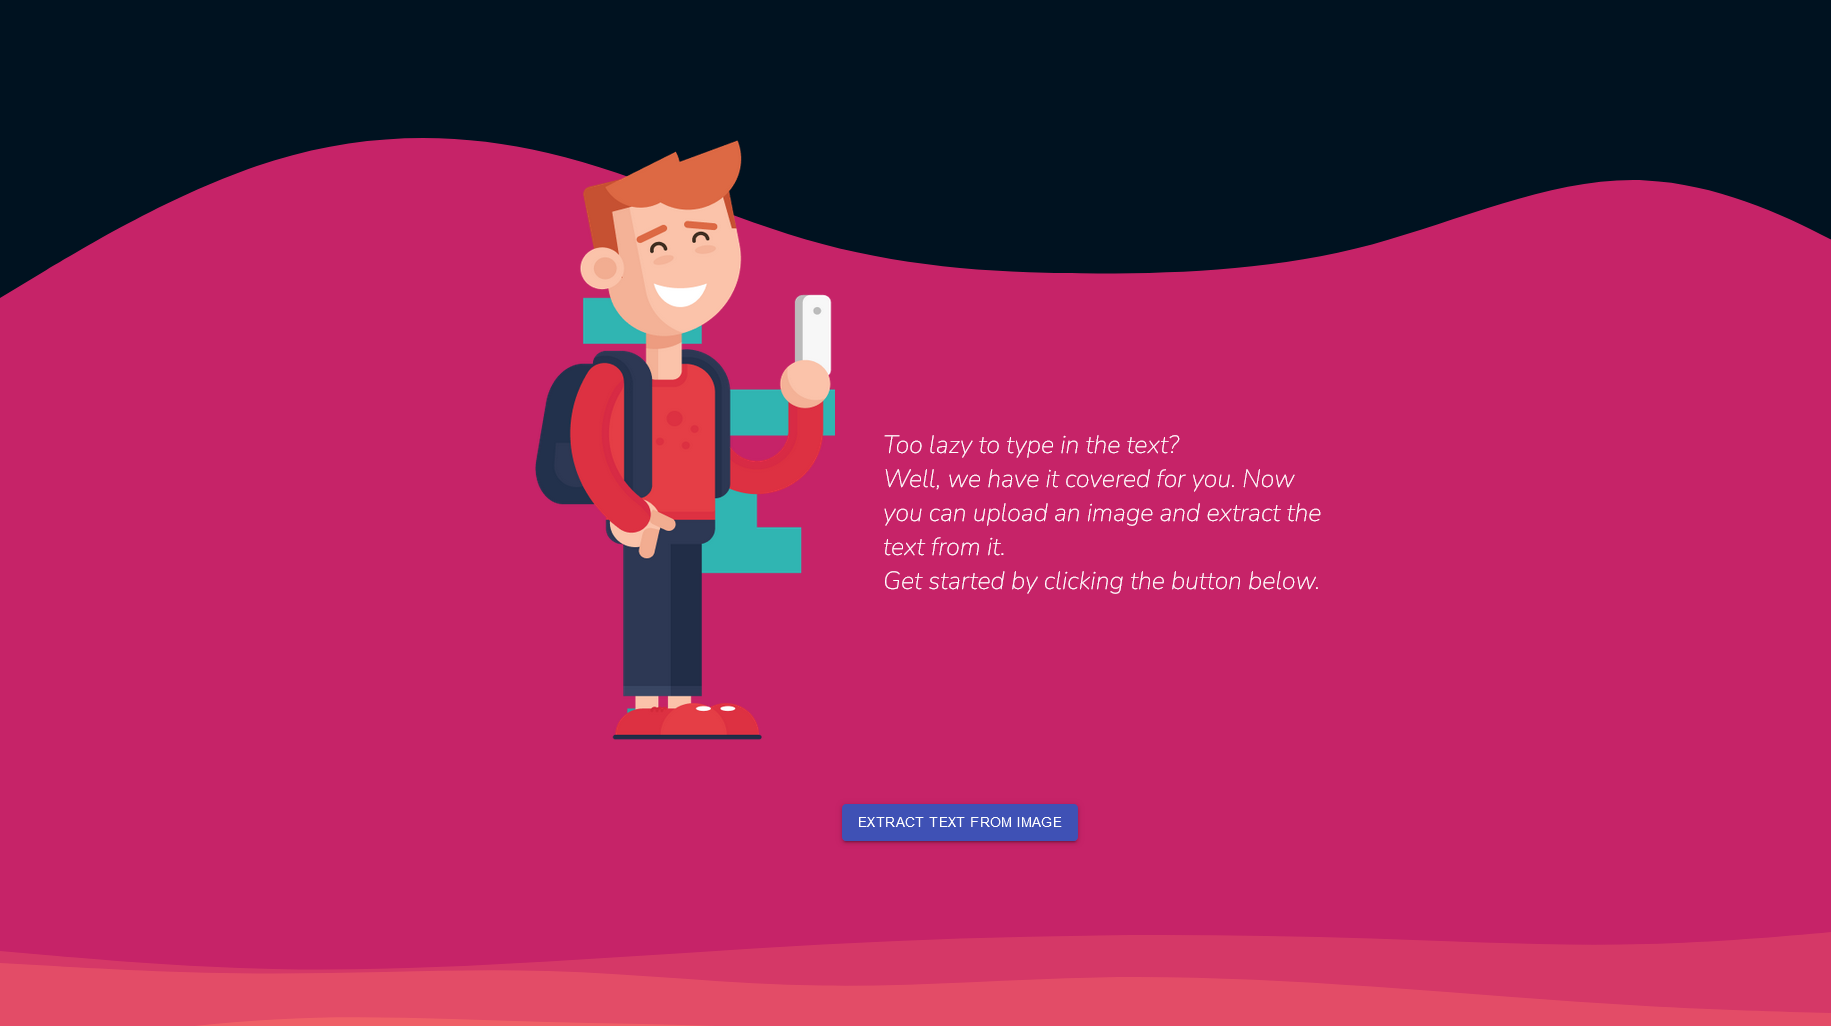 Too lazy to type in the text?
Well, we have it covered for you. Now
you can upload an image and extract the
text from it.
Get started by clicking the button below.
EXTRACT TEXT FROM IMAGE